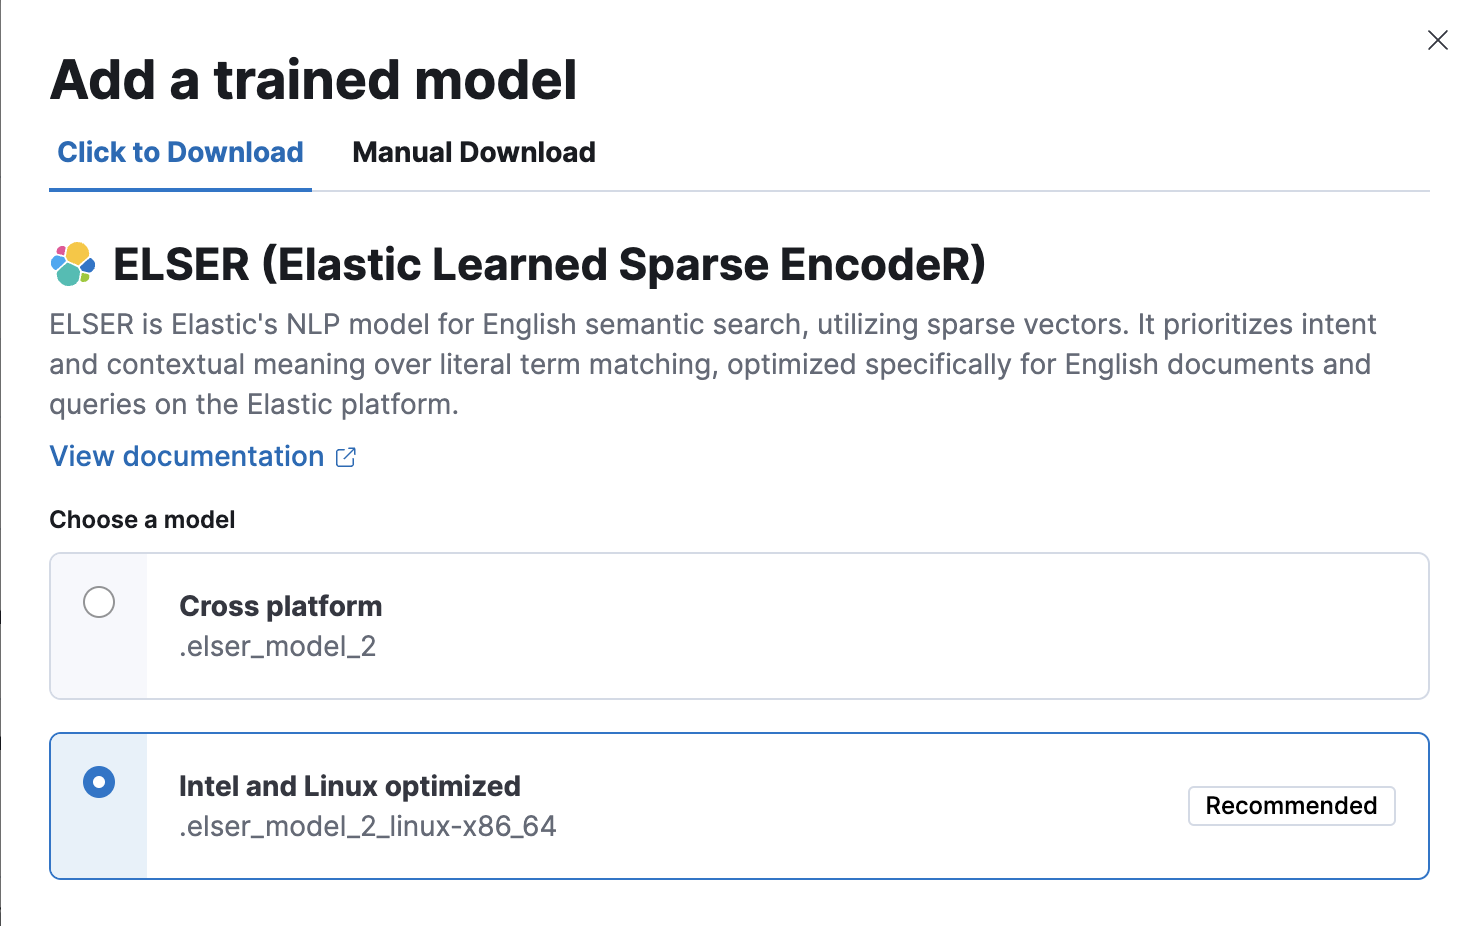 Add a trained model
Click to Download
Manual Download
ELSER (Elastic Learned Sparse EncodeR)
ELSER is Elastic's NLP model for English semantic search, utilizing sparse vectors. It prioritizes intent
and contextual meaning over literal term matching, optimized specifically for English documents and
queries on the Elastic platform.
View documentation
Choose a model
Cross platform
.elser_model_2
Intel and Linux optimized
.elser_model_2_linux-x86_64
Recommended